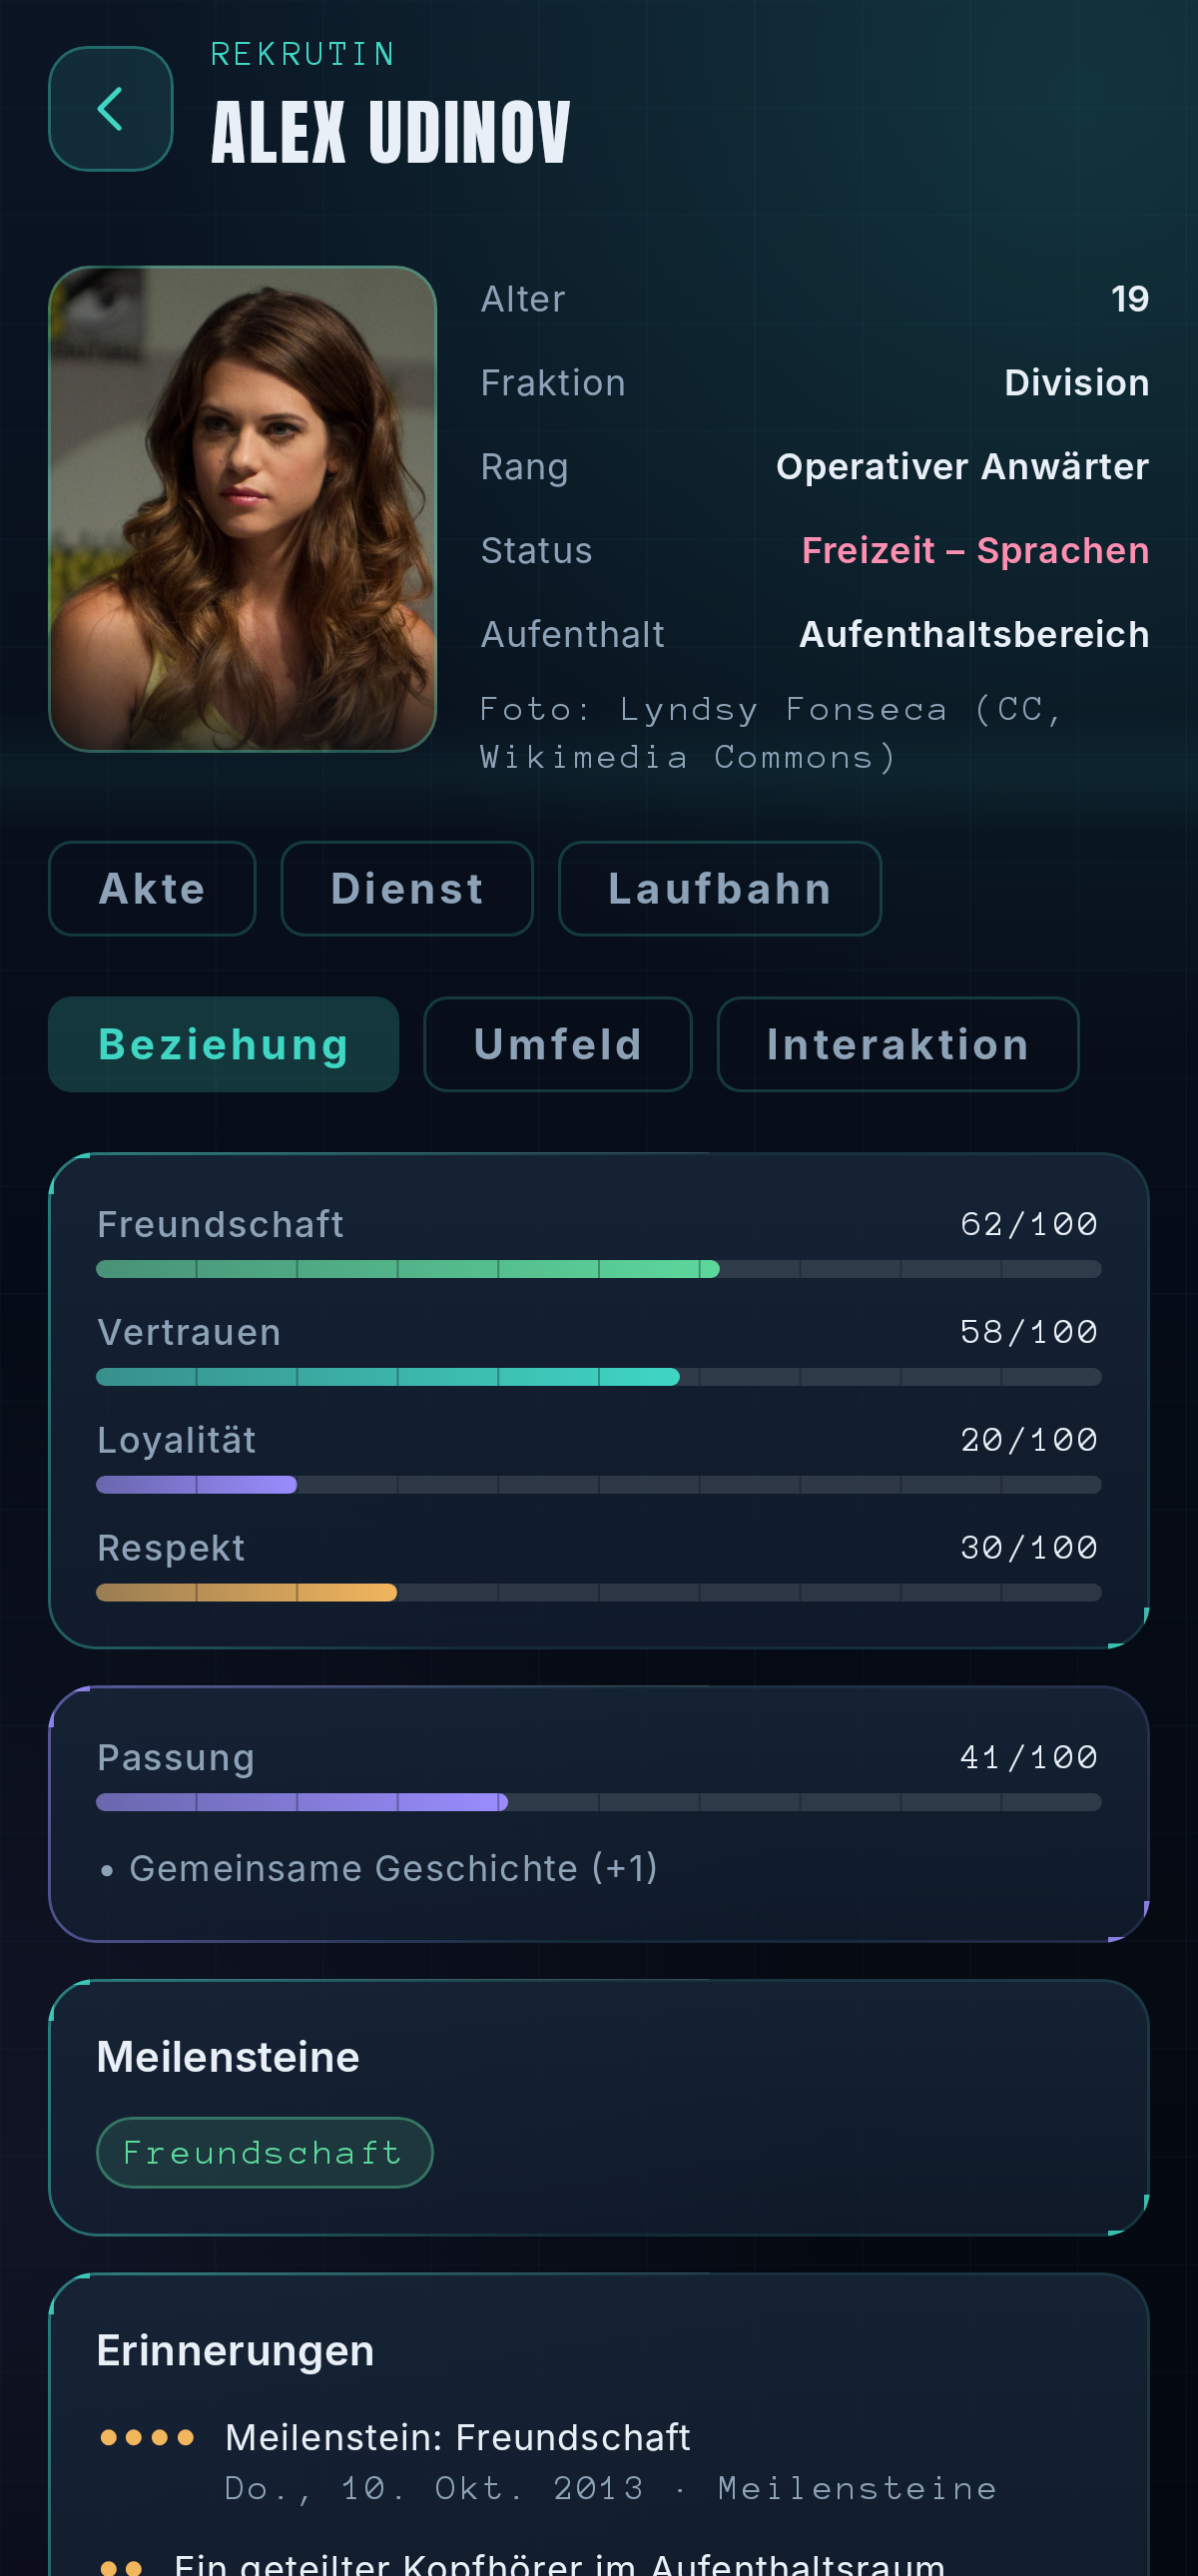 REKRUTIN
ALEX UDINOV
Alter 19
Fraktion Division
Rang Operativer Anwärter
Status Freizeit – Sprachen
Aufenthalt Aufenthaltsbereich
Foto: Lyndsy Fonseca (CC,
Wikimedia Commons)
Akte Dienst Laufbahn
Beziehung Umfeld Interaktion
Freundschaft 62/100
Vertrauen 58/100
Loyalität 20/100
Respekt 30/100
Passung 41/100
• Gemeinsame Geschichte (+1)
Meilensteine
Freundschaft
Erinnerungen
Meilenstein: Freundschaft
Do., 10. Okt. 2013 · Meilensteine
Ein geteilter Kopfhörer im Aufenthaltsraum